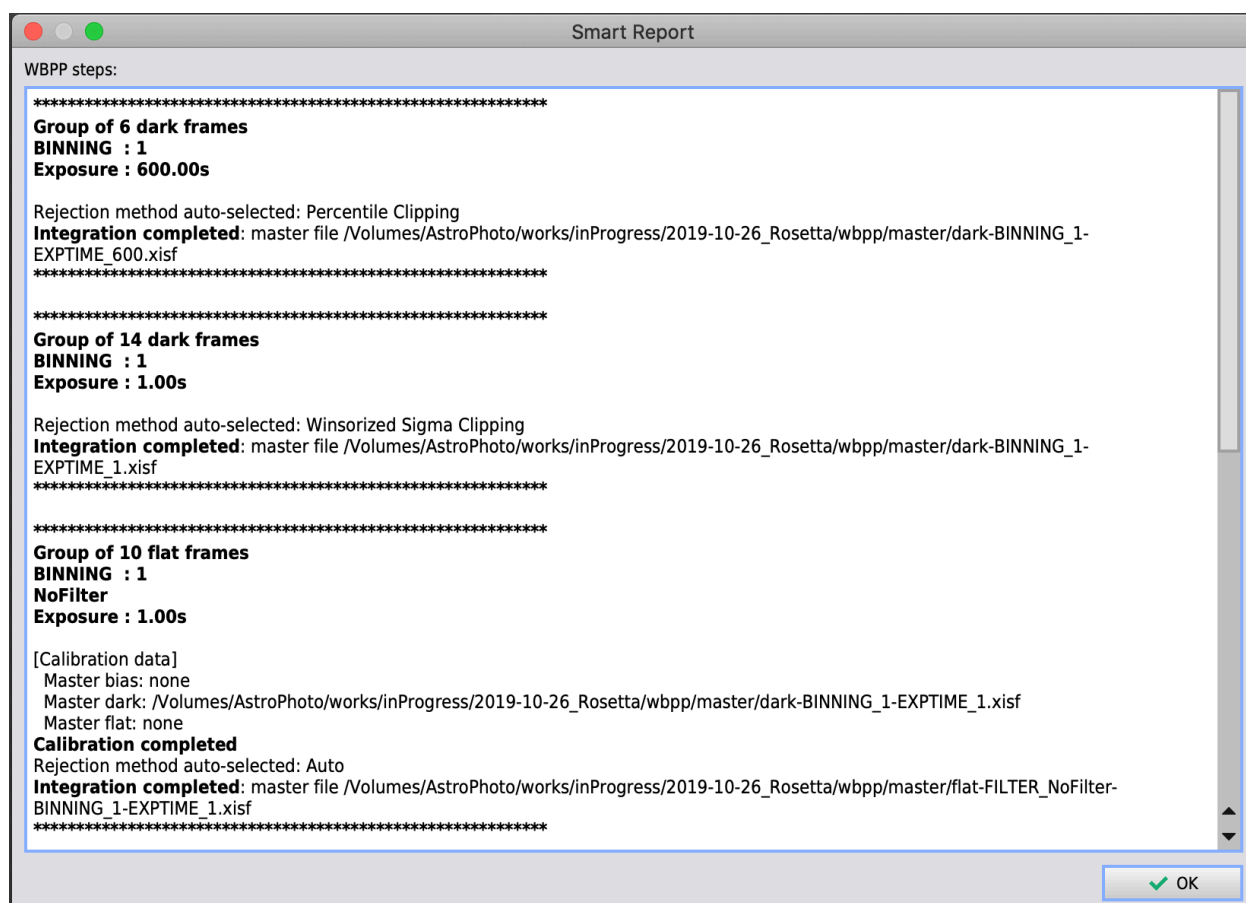 Smart Report
WBPP steps:
************************************************************
Group of 6 dark frames
BINNING  : 1
Exposure : 600.00s
Rejection method auto-selected: Percentile Clipping
Integration completed: master file /Volumes/AstroPhoto/works/inProgress/2019-10-26_Rosetta/wbpp/master/dark-BINNING_1-
EXPTIME_600.xisf
************************************************************
************************************************************
Group of 14 dark frames
BINNING  : 1
Exposure : 1.00s
Rejection method auto-selected: Winsorized Sigma Clipping
Integration completed: master file /Volumes/AstroPhoto/works/inProgress/2019-10-26_Rosetta/wbpp/master/dark-BINNING_1-
EXPTIME_1.xisf
************************************************************
************************************************************
Group of 10 flat frames
BINNING  : 1
NoFilter
Exposure : 1.00s
[Calibration data]
Master bias: none
Master dark: /Volumes/AstroPhoto/works/inProgress/2019-10-26_Rosetta/wbpp/master/dark-BINNING_1-EXPTIME_1.xisf
Master flat: none
Calibration completed
Rejection method auto-selected: Auto
Integration completed: master file /Volumes/AstroPhoto/works/inProgress/2019-10-26_Rosetta/wbpp/master/flat-FILTER_NoFilter-
BINNING_1-EXPTIME_1.xisf
************************************************************
OK